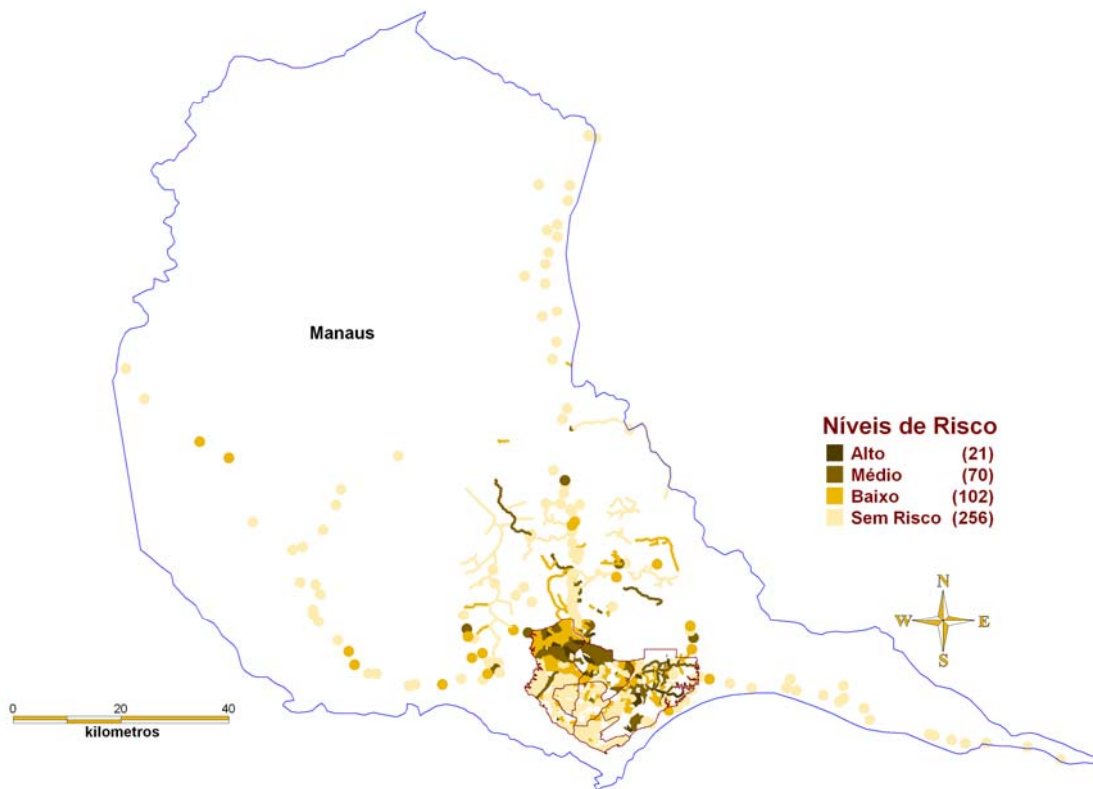 Manaus
Níveis de Risco
Alto (21)
Médio (70)
Baixo (102)
Sem Risco (256)
N
W E
S
0 20 40
kilometros